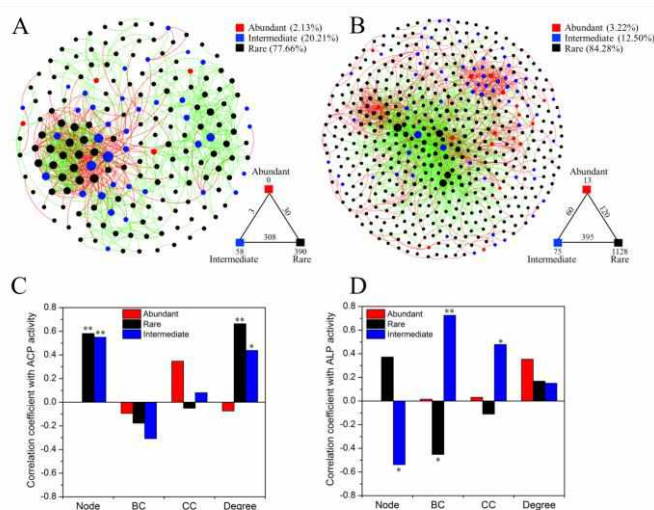 A
Abundant (2.13%)
Intermediate (20.21%)
Rare (77.66%)
Abundant
0
3
30
308
58
390
Intermediate
Rare
B
Abundant (3.22%)
Intermediate (12.50%)
Rare (84.28%)
Abundant
13
60
120
395
75
1128
Intermediate
Rare
C
Correlation coefficient with ACP activity
0.8
0.6
0.4
0.2
0.0
-0.2
-0.4
-0.6
-0.8
Abundant
Rare
Intermediate
** ** ** *
Node BC CC Degree
D
Correlation coefficient with ALP activity
0.8
0.6
0.4
0.2
0.0
-0.2
-0.4
-0.6
-0.8
Abundant
Rare
Intermediate
** *
* *
Node BC CC Degree